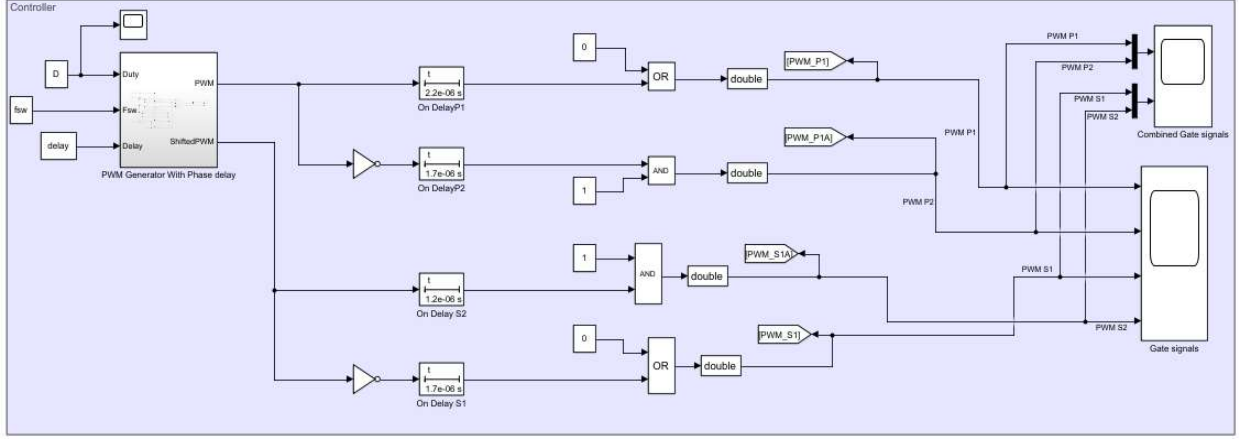 Controller
D
fsw
delay
Duty
Fsw
Delay
PWM
ShiftedPWM
PWM Generator With Phase delay
t
2.2e-06 s
On DelayP1
t
1.7e-06 s
On DelayP2
t
1.2e-06 s
On Delay S2
t
1.7e-06 s
On Delay S1
0
OR
double
[PWM_P1]
1
AND
double
[PWM_P1A]
1
AND
double
[PWM_S1A]
0
OR
double
[PWM_S1]
PWM P1
PWM P2
PWM S1
PWM S2
PWM P1
PWM P2
PWM S1
PWM S2
Combined Gate signals
Gate signals